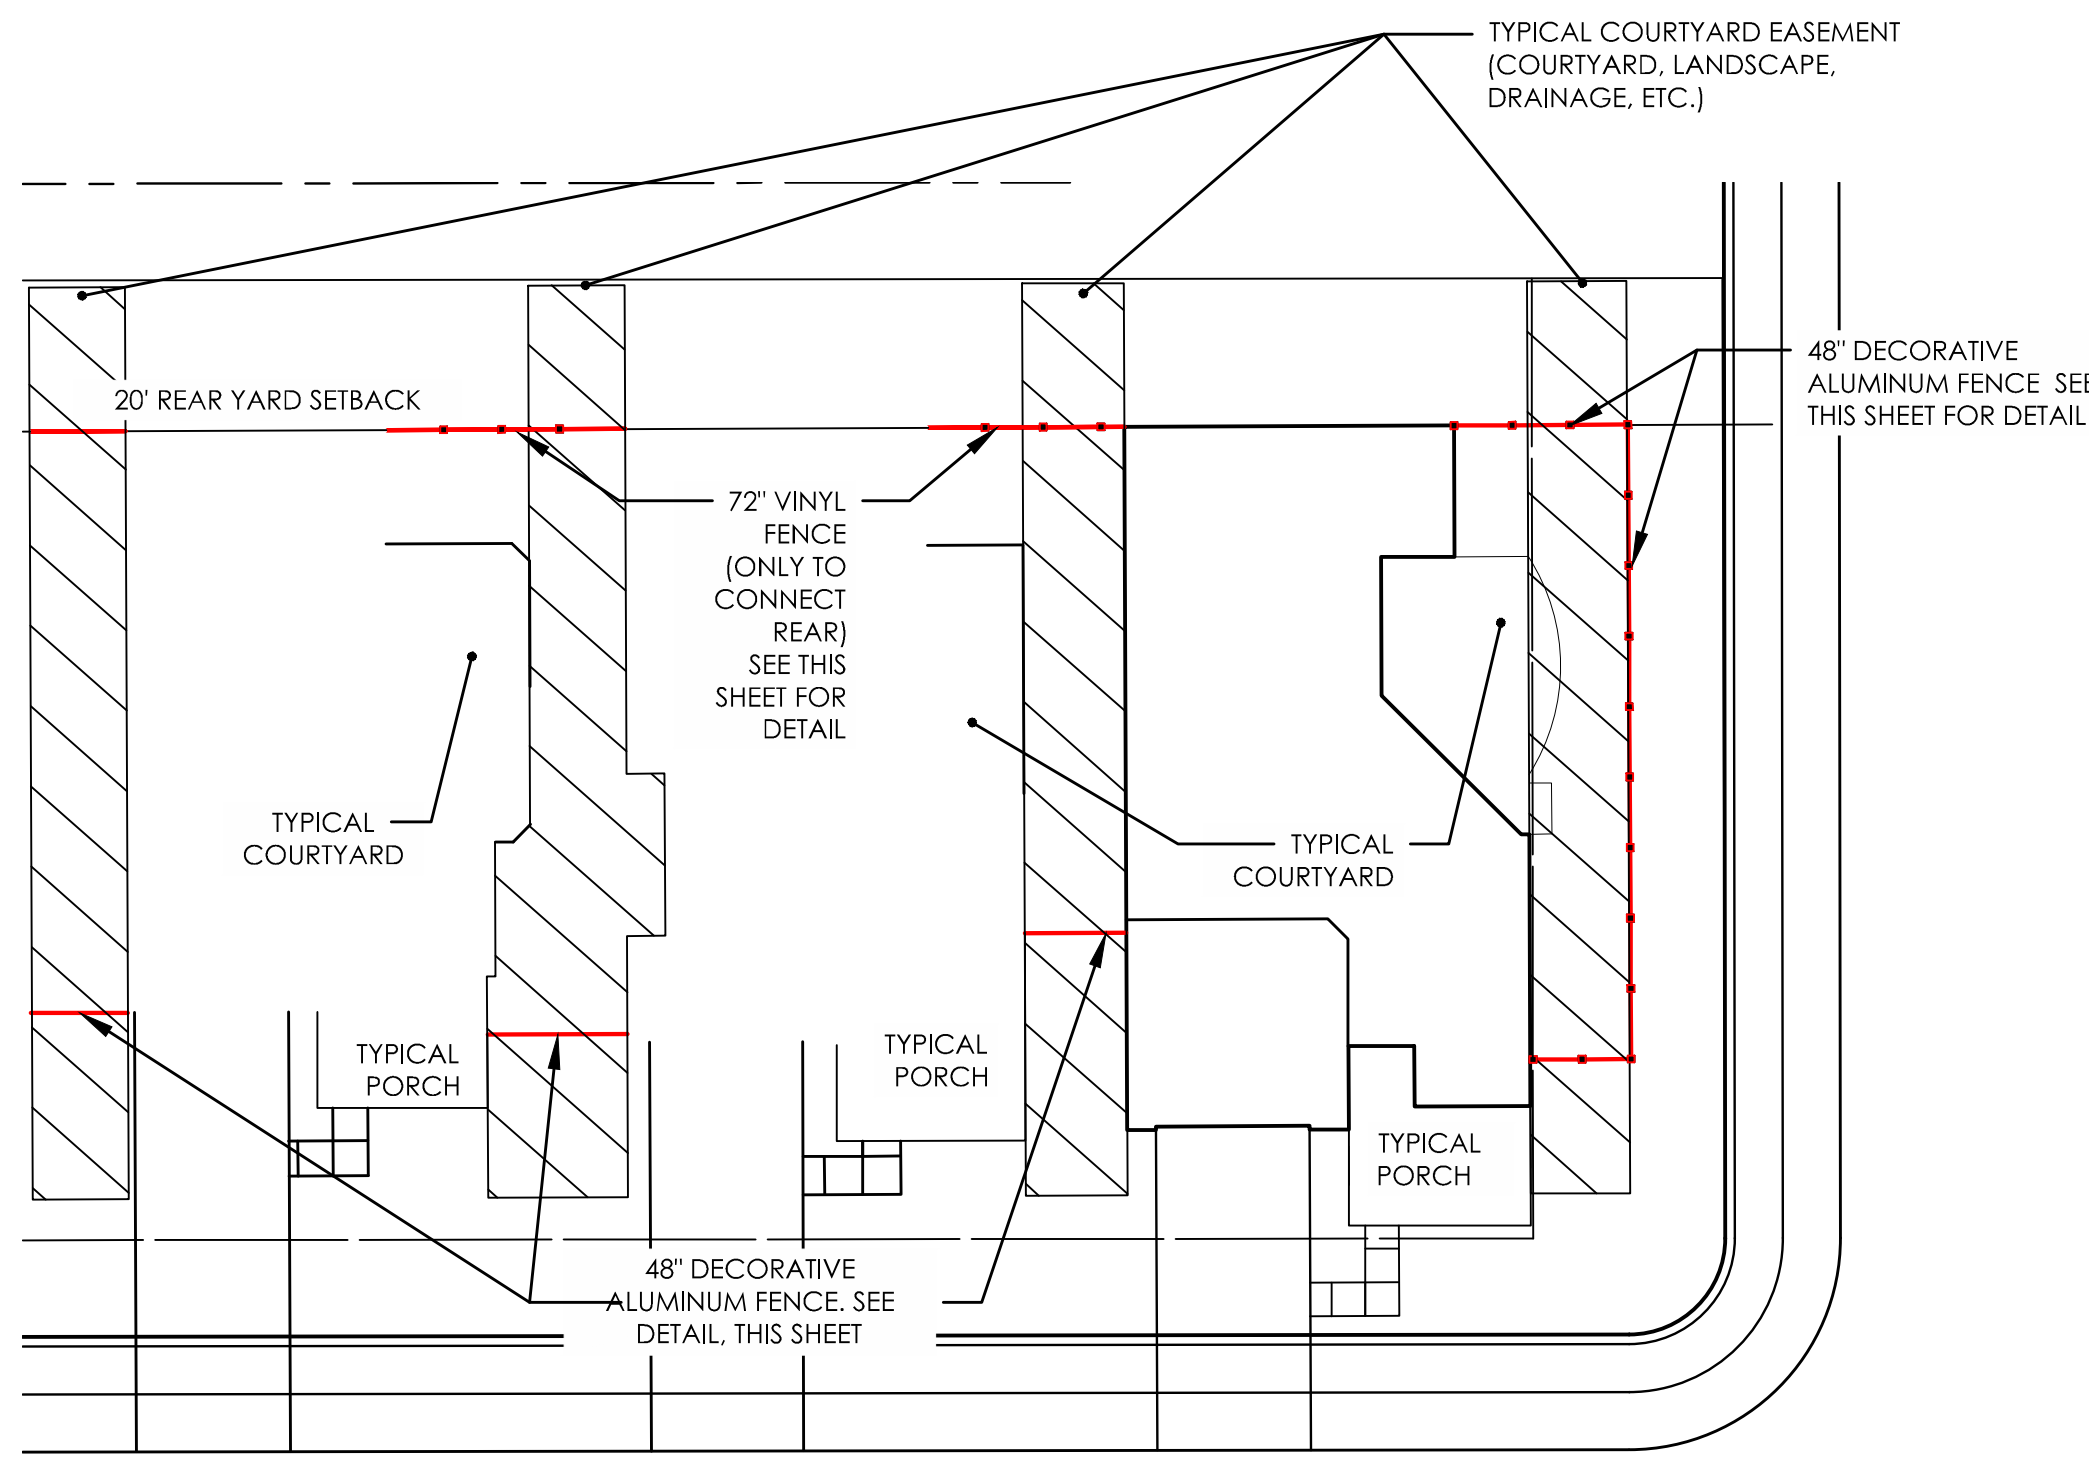 TYPICAL COURTYARD EASEMENT
(COURTYARD, LANDSCAPE,
DRAINAGE, ETC.)
48" DECORATIVE
ALUMINUM FENCE SEE
THIS SHEET FOR DETAIL
20' REAR YARD SETBACK
72" VINYL
FENCE
(ONLY TO
CONNECT
REAR)
SEE THIS
SHEET FOR
DETAIL
TYPICAL
COURTYARD
TYPICAL
COURTYARD
TYPICAL
PORCH
TYPICAL
PORCH
TYPICAL
PORCH
48" DECORATIVE
ALUMINUM FENCE. SEE
DETAIL, THIS SHEET